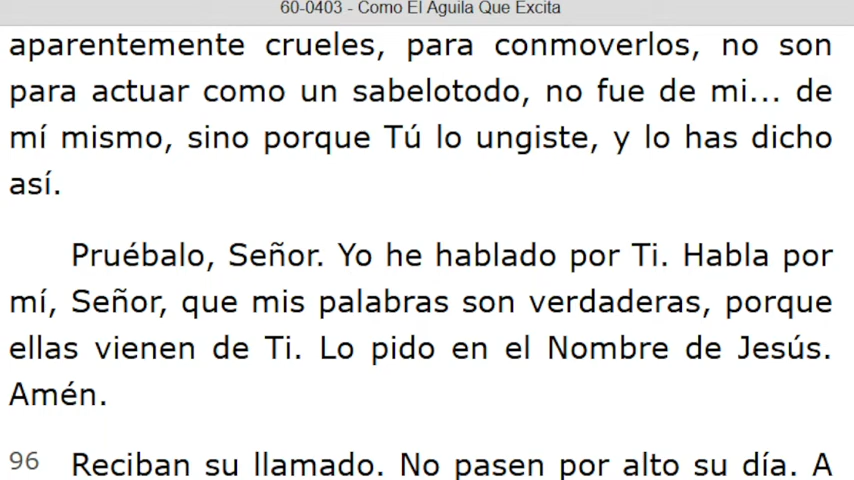 60-0403 - Como El Aguila Que Excita
aparentemente crueles, para conmoverlos, no son
para actuar como un sabelotodo, no fue de mi... de
mí mismo, sino porque Tú lo ungiste, y lo has dicho
así.
Pruébalo, Señor. Yo he hablado por Ti. Habla por
mí, Señor, que mis palabras son verdaderas, porque
ellas vienen de Ti. Lo pido en el Nombre de Jesús.
Amén.
96 Reciban su llamado. No pasen por alto su día. A